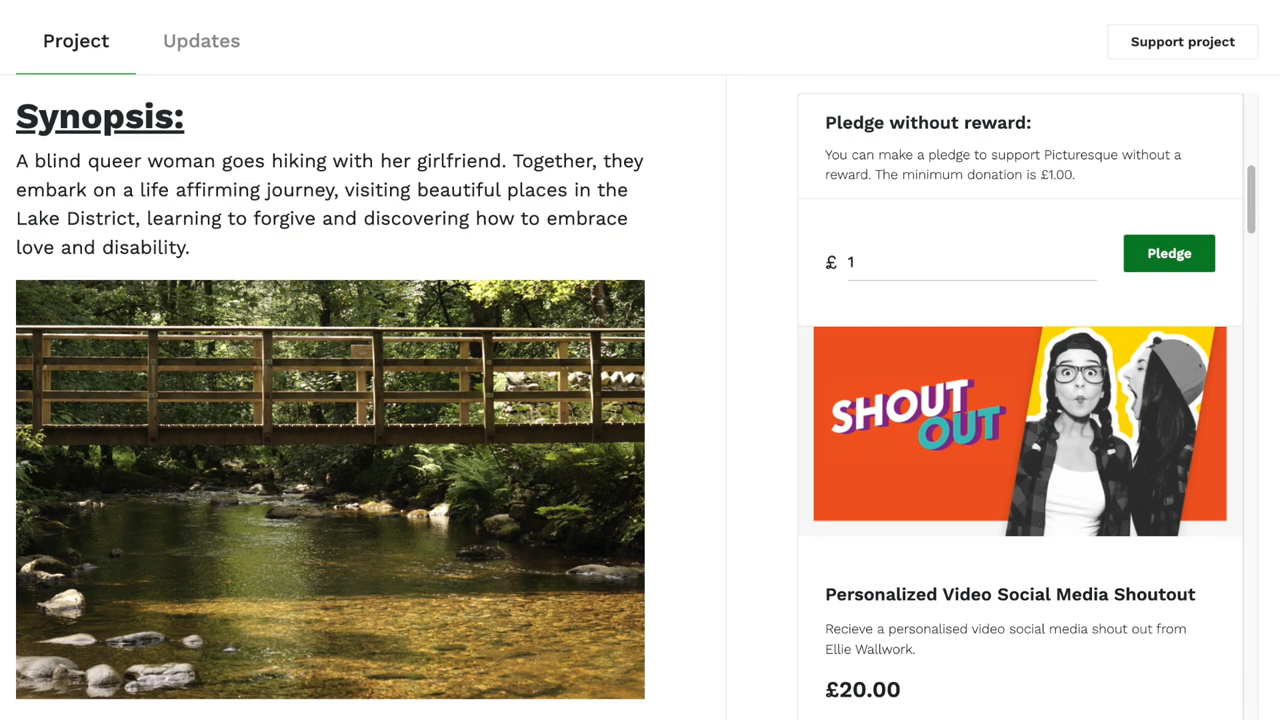 Project
Updates
Support project
Synopsis:
A blind queer woman goes hiking with her girlfriend. Together, they
embark on a life affirming journey, visiting beautiful places in the
Lake District, learning to forgive and discovering how to embrace
love and disability.
Pledge without reward:
You can make a pledge to support Picturesque without a
reward. The minimum donation is £1.00.
£ 1
Pledge
SHOUT
OUT
Personalized Video Social Media Shoutout
Recieve a personalised video social media shout out from
Ellie Wallwork.
£20.00